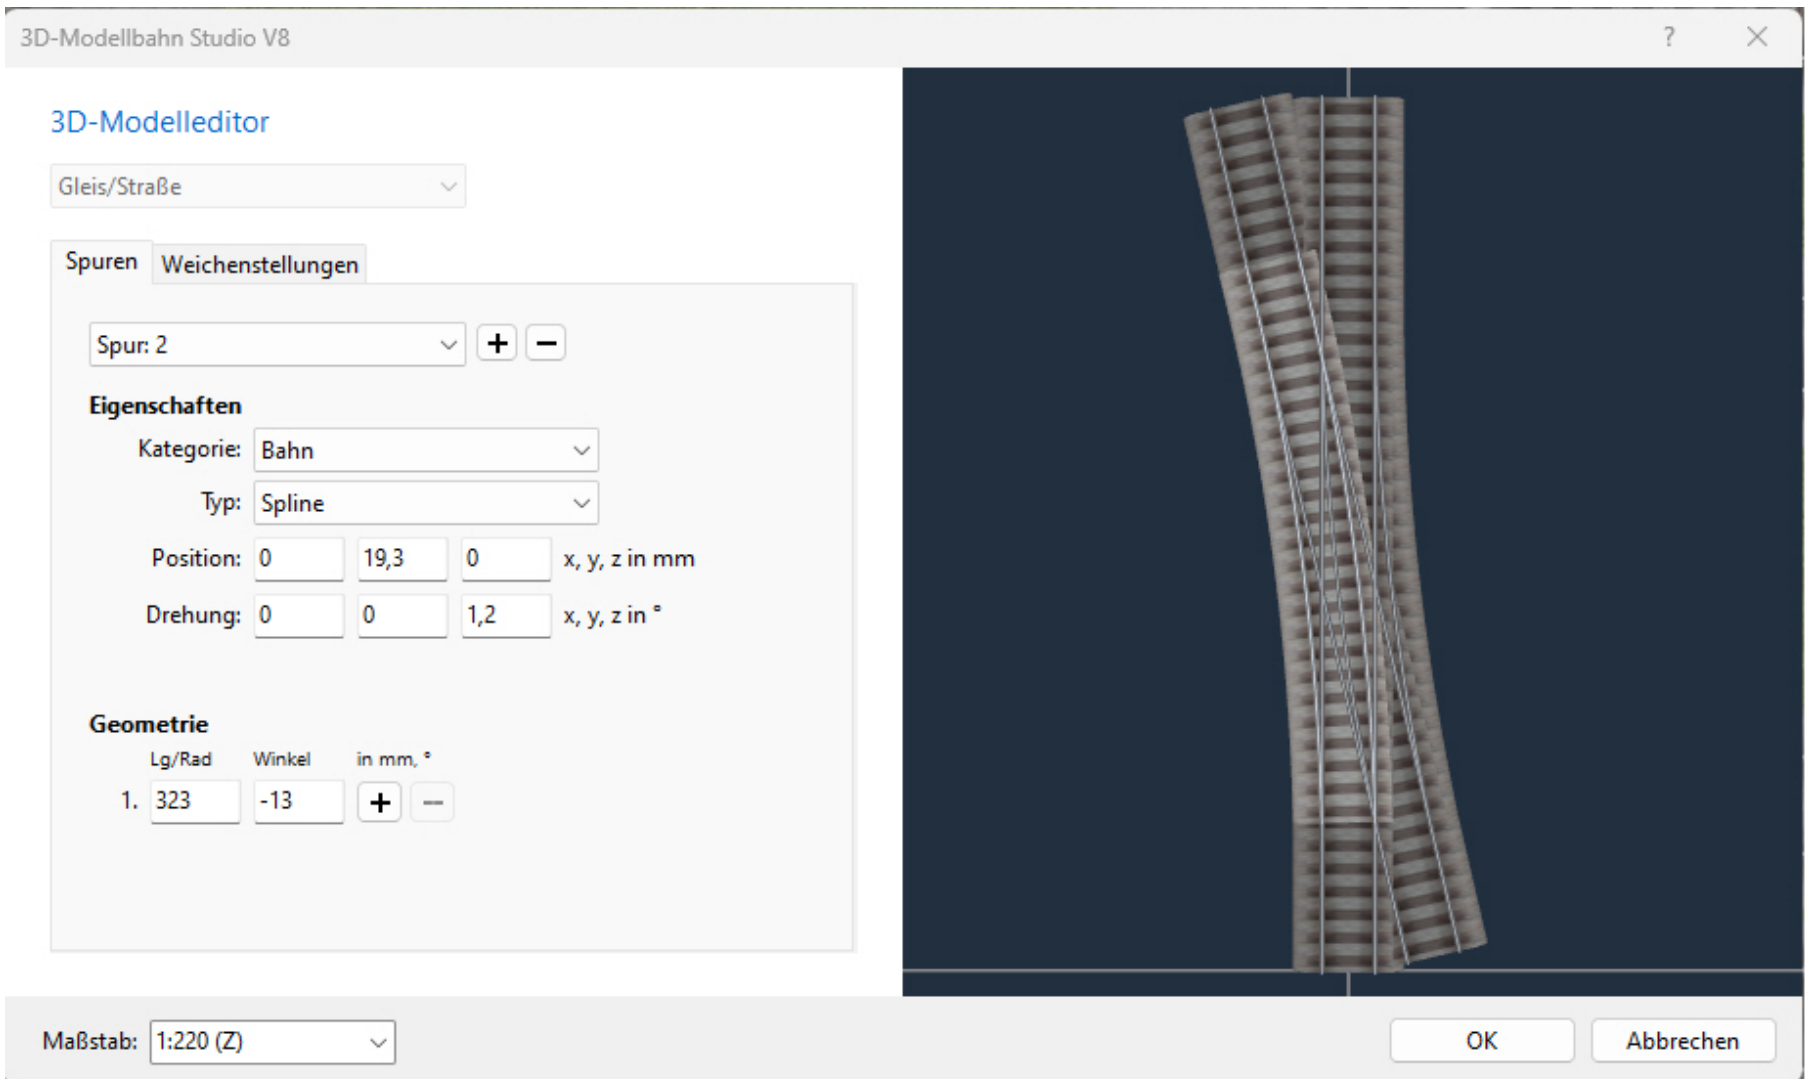 3D-Modellbahn Studio V8 ?
3D-Modelleditor
Gleis/Straße
Spuren Weichenstellungen
Spur: 2 + −
Eigenschaften
Kategorie: Bahn
Typ: Spline
Position: 0 19,3 0 x, y, z in mm
Drehung: 0 0 1,2 x, y, z in °
Geometrie
Lg/Rad Winkel in mm, °
1. 323 -13 + −
Maßstab: 1:220 (Z) OK Abbrechen